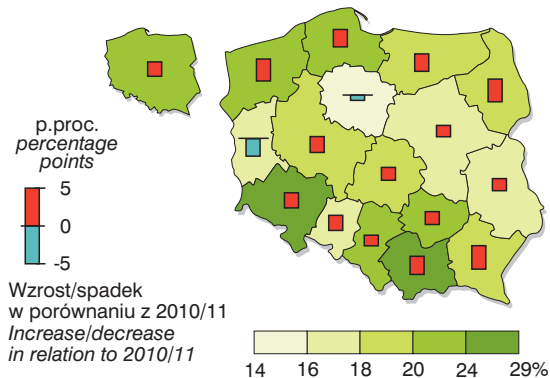 p.proc.
percentage
points
5
0
-5
Wzrost/spadek
w porównaniu z 2010/11
Increase/decrease
in relation to 2010/11
14 16 18 20 24 29%